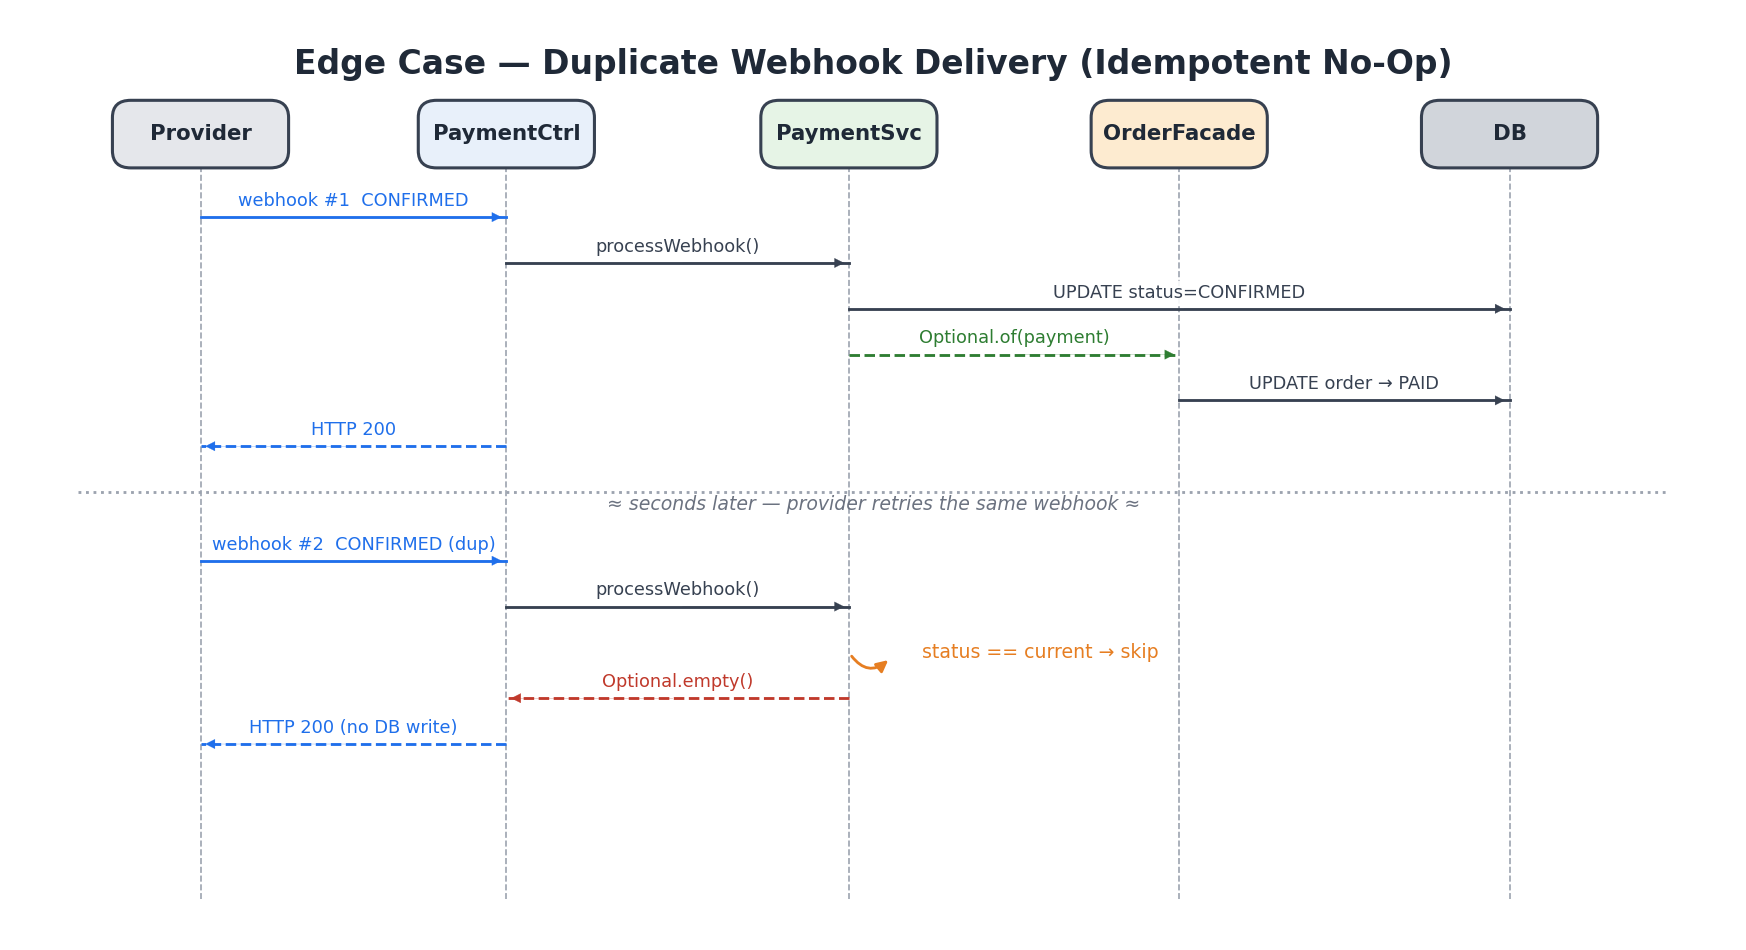 Edge Case — Duplicate Webhook Delivery (Idempotent No-Op)
Provider
PaymentCtrl
PaymentSvc
OrderFacade
DB
webhook #1  CONFIRMED
processWebhook()
UPDATE status=CONFIRMED
Optional.of(payment)
UPDATE order → PAID
HTTP 200
≈ seconds later — provider retries the same webhook ≈
webhook #2  CONFIRMED (dup)
processWebhook()
status == current → skip
Optional.empty()
HTTP 200 (no DB write)